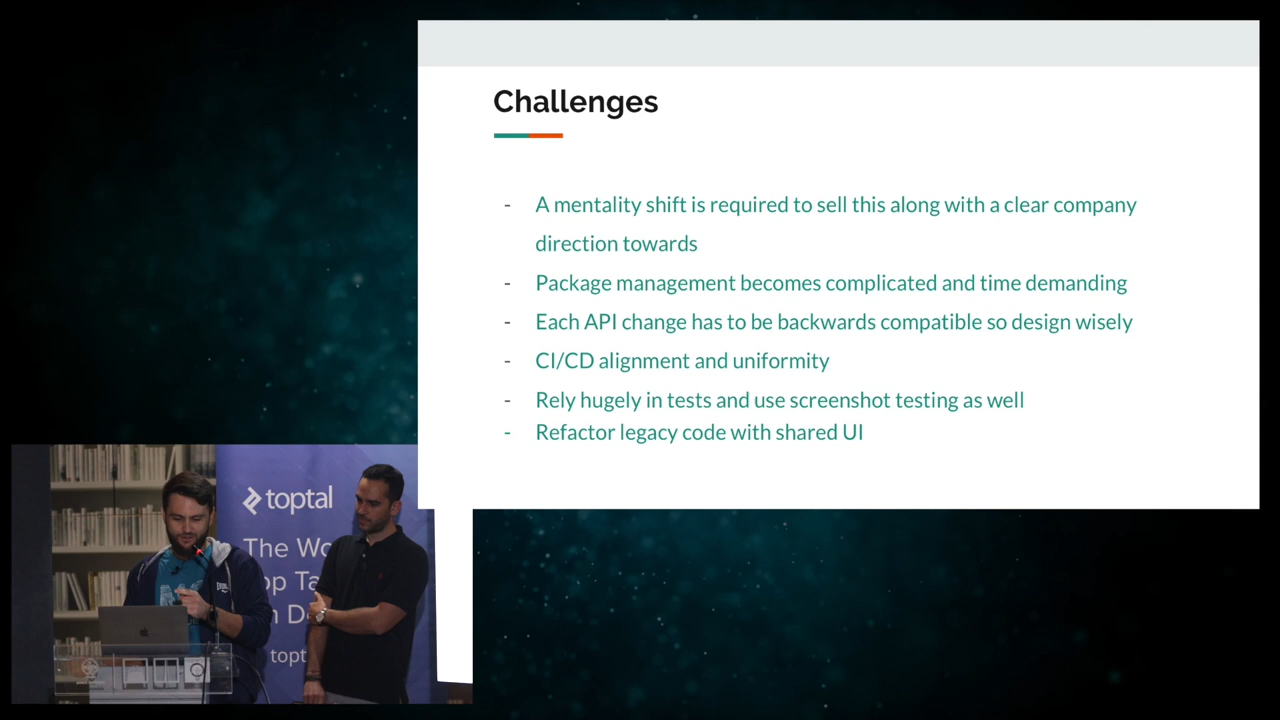 Challenges
- A mentality shift is required to sell this along with a clear company
direction towards
- Package management becomes complicated and time demanding
- Each API change has to be backwards compatible so design wisely
- CI/CD alignment and uniformity
- Rely hugely in tests and use screenshot testing as well
- Refactor legacy code with shared UI
toptal
The Wo
op Ta
n D
topt